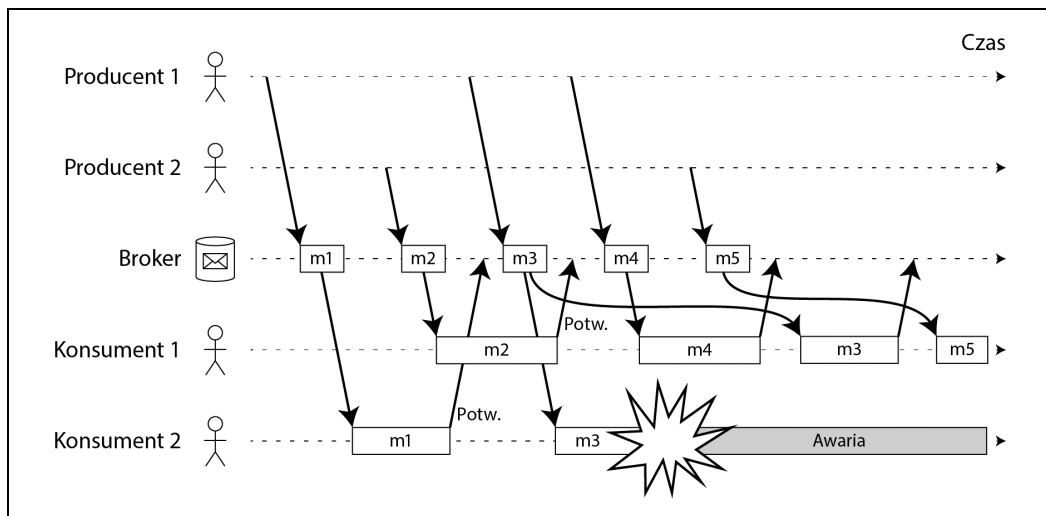 Czas
Producent 1
Producent 2
Broker
m1
m2
m3
m4
m5
Potw.
Konsument 1
m2
m4
m3
m5
Potw.
Konsument 2
m1
m3
Awaria